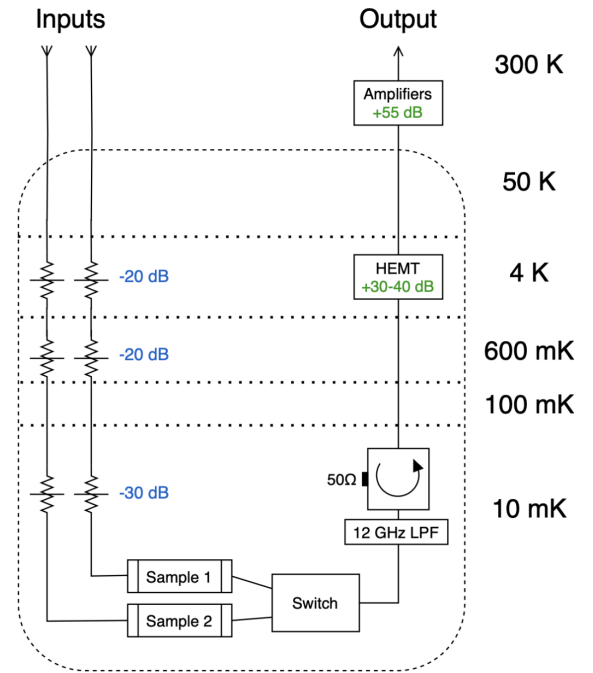 Inputs
Output
300 K
Amplifiers
+55 dB
50 K
-20 dB
HEMT
+30-40 dB
4 K
-20 dB
600 mK
100 mK
50Ω
-30 dB
10 mK
12 GHz LPF
Sample 1
Switch
Sample 2